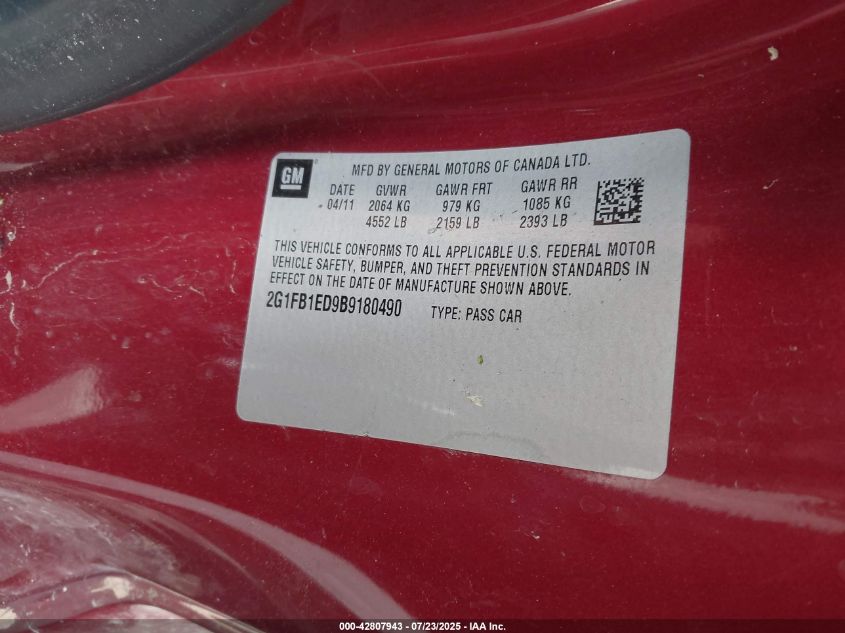 GM
MFD BY GENERAL MOTORS OF CANADA LTD.
DATE GVWR GAWR FRT GAWR RR
04/11 2064 KG 979 KG 1085 KG
4552 LB 2159 LB 2393 LB
THIS VEHICLE CONFORMS TO ALL APPLICABLE U.S. FEDERAL MOTOR
VEHICLE SAFETY, BUMPER, AND THEFT PREVENTION STANDARDS IN
EFFECT ON THE DATE OF MANUFACTURE SHOWN ABOVE.
2G1FB1ED9B9180490 TYPE: PASS CAR
000-42807943 - 07/23/2025 - IAA Inc.